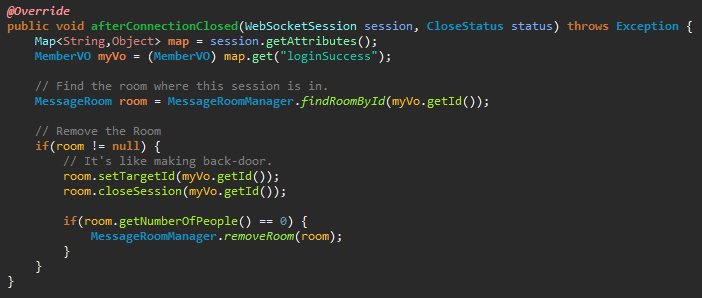 @Override
public void afterConnectionClosed(WebSocketSession session, CloseStatus status) throws Exception {
    Map<String,Object> map = session.getAttributes();
    MemberVO myVo = (MemberVO) map.get("loginSuccess");

    // Find the room where this session is in.
    MessageRoom room = MessageRoomManager.findRoomById(myVo.getId());

    // Remove the Room
    if(room != null) {
        // It's like making back-door.
        room.setTargetId(myVo.getId());
        room.closeSession(myVo.getId());

        if(room.getNumberOfPeople() == 0) {
            MessageRoomManager.removeRoom(room);
        }
    }
}